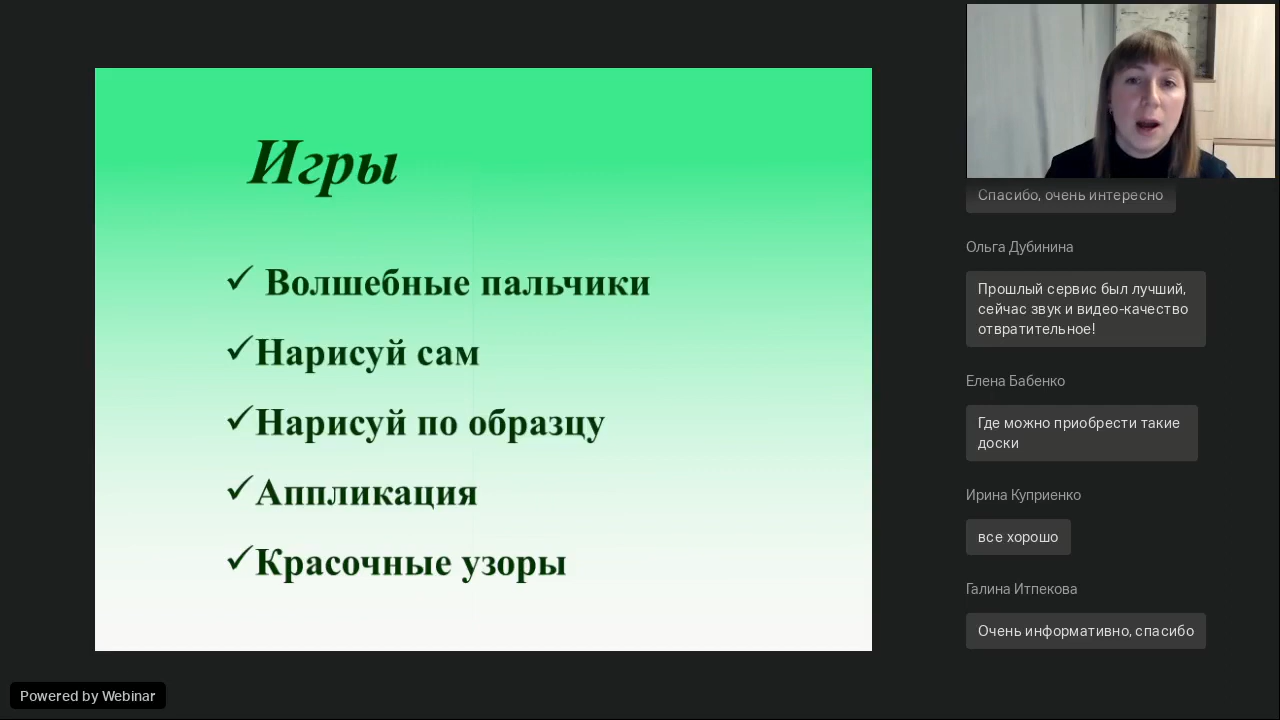 Игры
✓ Волшебные пальчики
✓Нарисуй сам
✓Нарисуй по образцу
✓Аппликация
✓Красочные узоры
Спасибо, очень интересно
Ольга Дубинина
Прошлый сервис был лучший,
сейчас звук и видео-качество
отвратительное!
Елена Бабенко
Где можно приобрести такие
доски
Ирина Куприенко
все хорошо
Галина Итпекова
Очень информативно, спасибо
Powered by Webinar